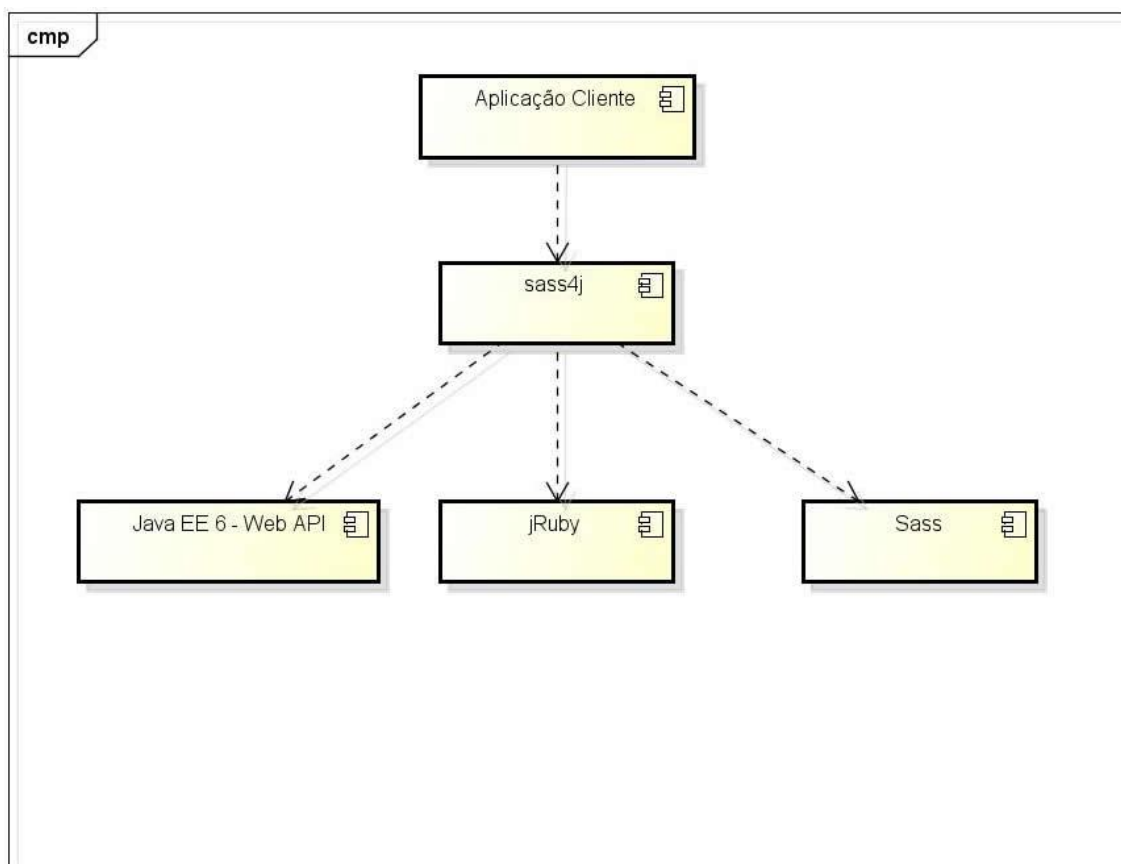 cmp
Aplicação Cliente
sass4j
Java EE 6 - Web API
jRuby
Sass